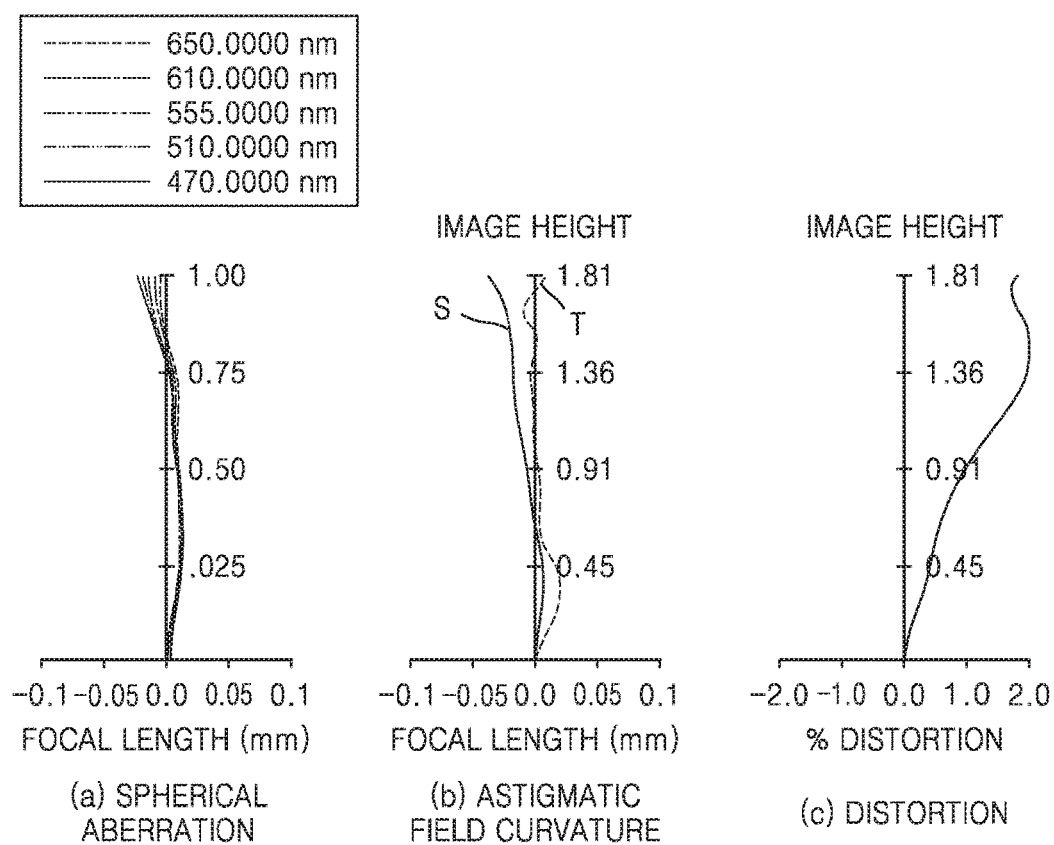 650.0000 nm
610.0000 nm
555.0000 nm
510.0000 nm
470.0000 nm
1.00
0.75
0.50
.025
-0.1 -0.05 0.0 0.05 0.1
FOCAL LENGTH (mm)
(a) SPHERICAL
ABERRATION
IMAGE HEIGHT
1.81
S
T
1.36
0.91
0.45
-0.1 -0.05 0.0 0.05 0.1
FOCAL LENGTH (mm)
(b) ASTIGMATIC
FIELD CURVATURE
IMAGE HEIGHT
1.81
1.36
0.91
0.45
-2.0 -1.0 0.0 1.0 2.0
% DISTORTION
(c) DISTORTION